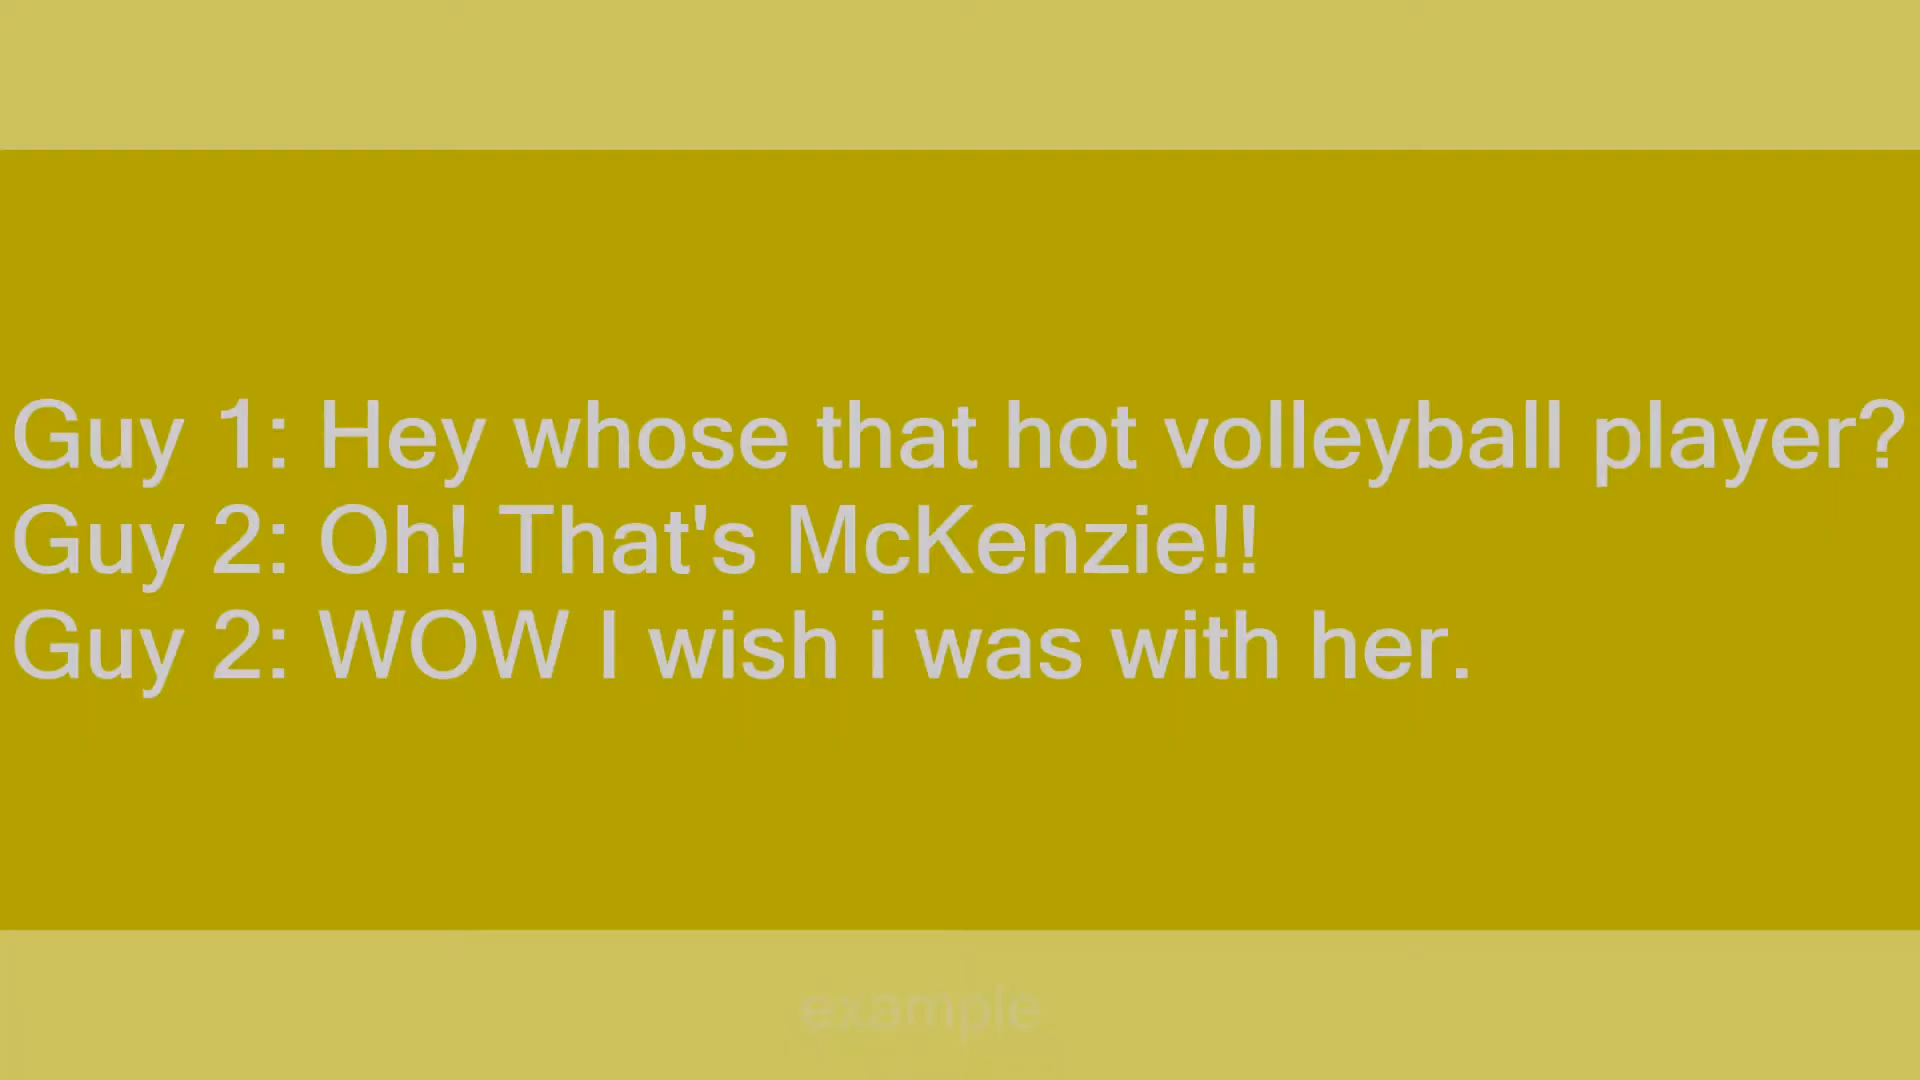 Guy 1: Hey whose that hot volleyball player?
Guy 2: Oh! That's McKenzie!!
Guy 2: WOW I wish i was with her.
example